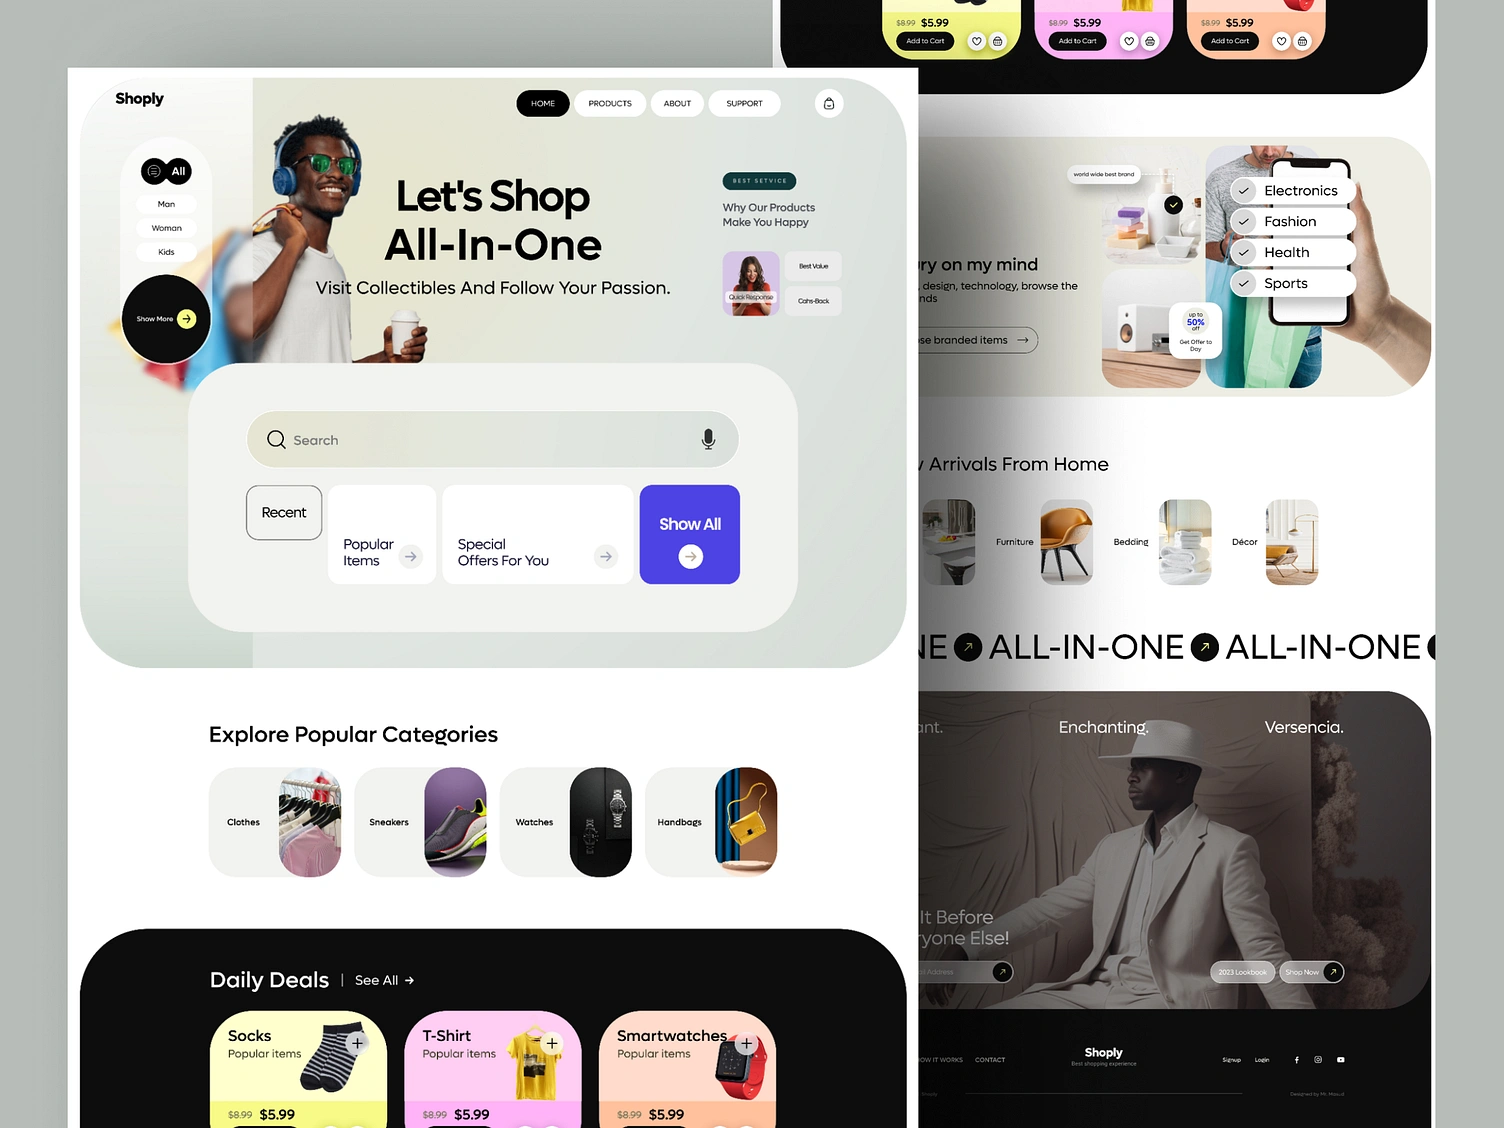 Shoply
HOME
PRODUCTS
ABOUT
SUPPORT
All
Man
Woman
Kids
Show More
Let's Shop
All-In-One
Visit Collectibles And Follow Your Passion.
BEST SETVICE
Why Our Products
Make You Happy
Quick Response
Best Value
Cahs-Back
Search
Recent
Popular
Items
Special
Offers For You
Show All
Explore Popular Categories
Clothes
Sneakers
Watches
Handbags
Daily Deals | See All
Socks
Popular items
$8.99 $5.99
T-Shirt
Popular items
$8.99 $5.99
Smartwatches
Popular items
$8.99 $5.99
$8.99 $5.99
Add to Cart
$8.99 $5.99
Add to Cart
$8.99 $5.99
Add to Cart
world wide best brand
on my mind
design, technology, browse the
branded items
up to
50%
off
Get Offer to
Day
Electronics
Fashion
Health
Sports
Arrivals From Home
Furniture
Bedding
Décor
ALL-IN-ONE
ALL-IN-ONE
Enchanting.
Versencia.
It Before
Else!
Address
2023 Lookbook
Shop Now
HOW IT WORKS
CONTACT
Shoply
Best shopping experience
Signup
Login
Shoply
Designed by Mr. Masud